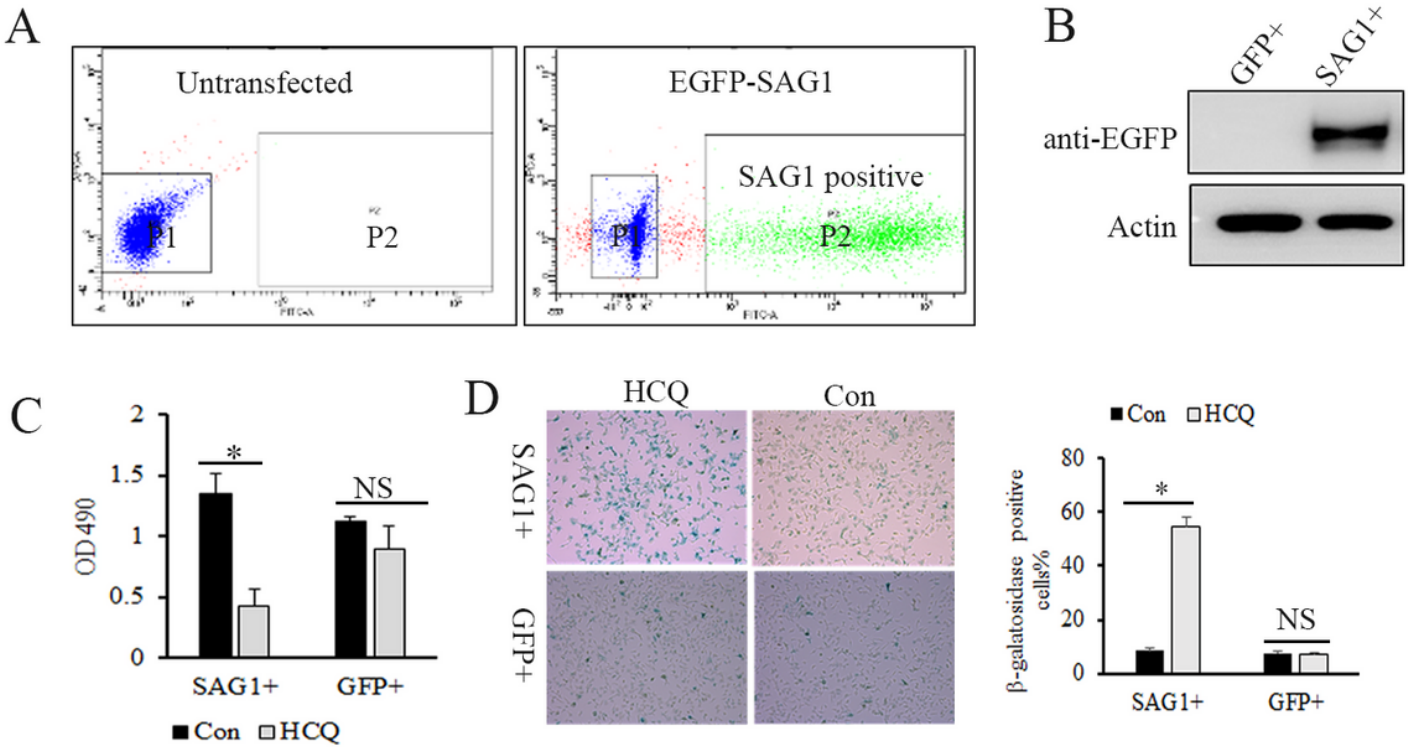 A
Untransfected
P1
P2
P2
FITC-A
EGFP-SAG1
SAG1 positive
P2
P1
P2
FITC-A
B
GFP+
SAG1+
anti-EGFP
Actin
C
2
1.5
1
0.5
0
OD 490
*
NS
SAG1+
GFP+
Con
HCQ
D
HCQ
Con
SAG1+
GFP+
Con
HCQ
80
60
40
20
0
β-galatosidase positive
cells%
*
NS
SAG1+
GFP+